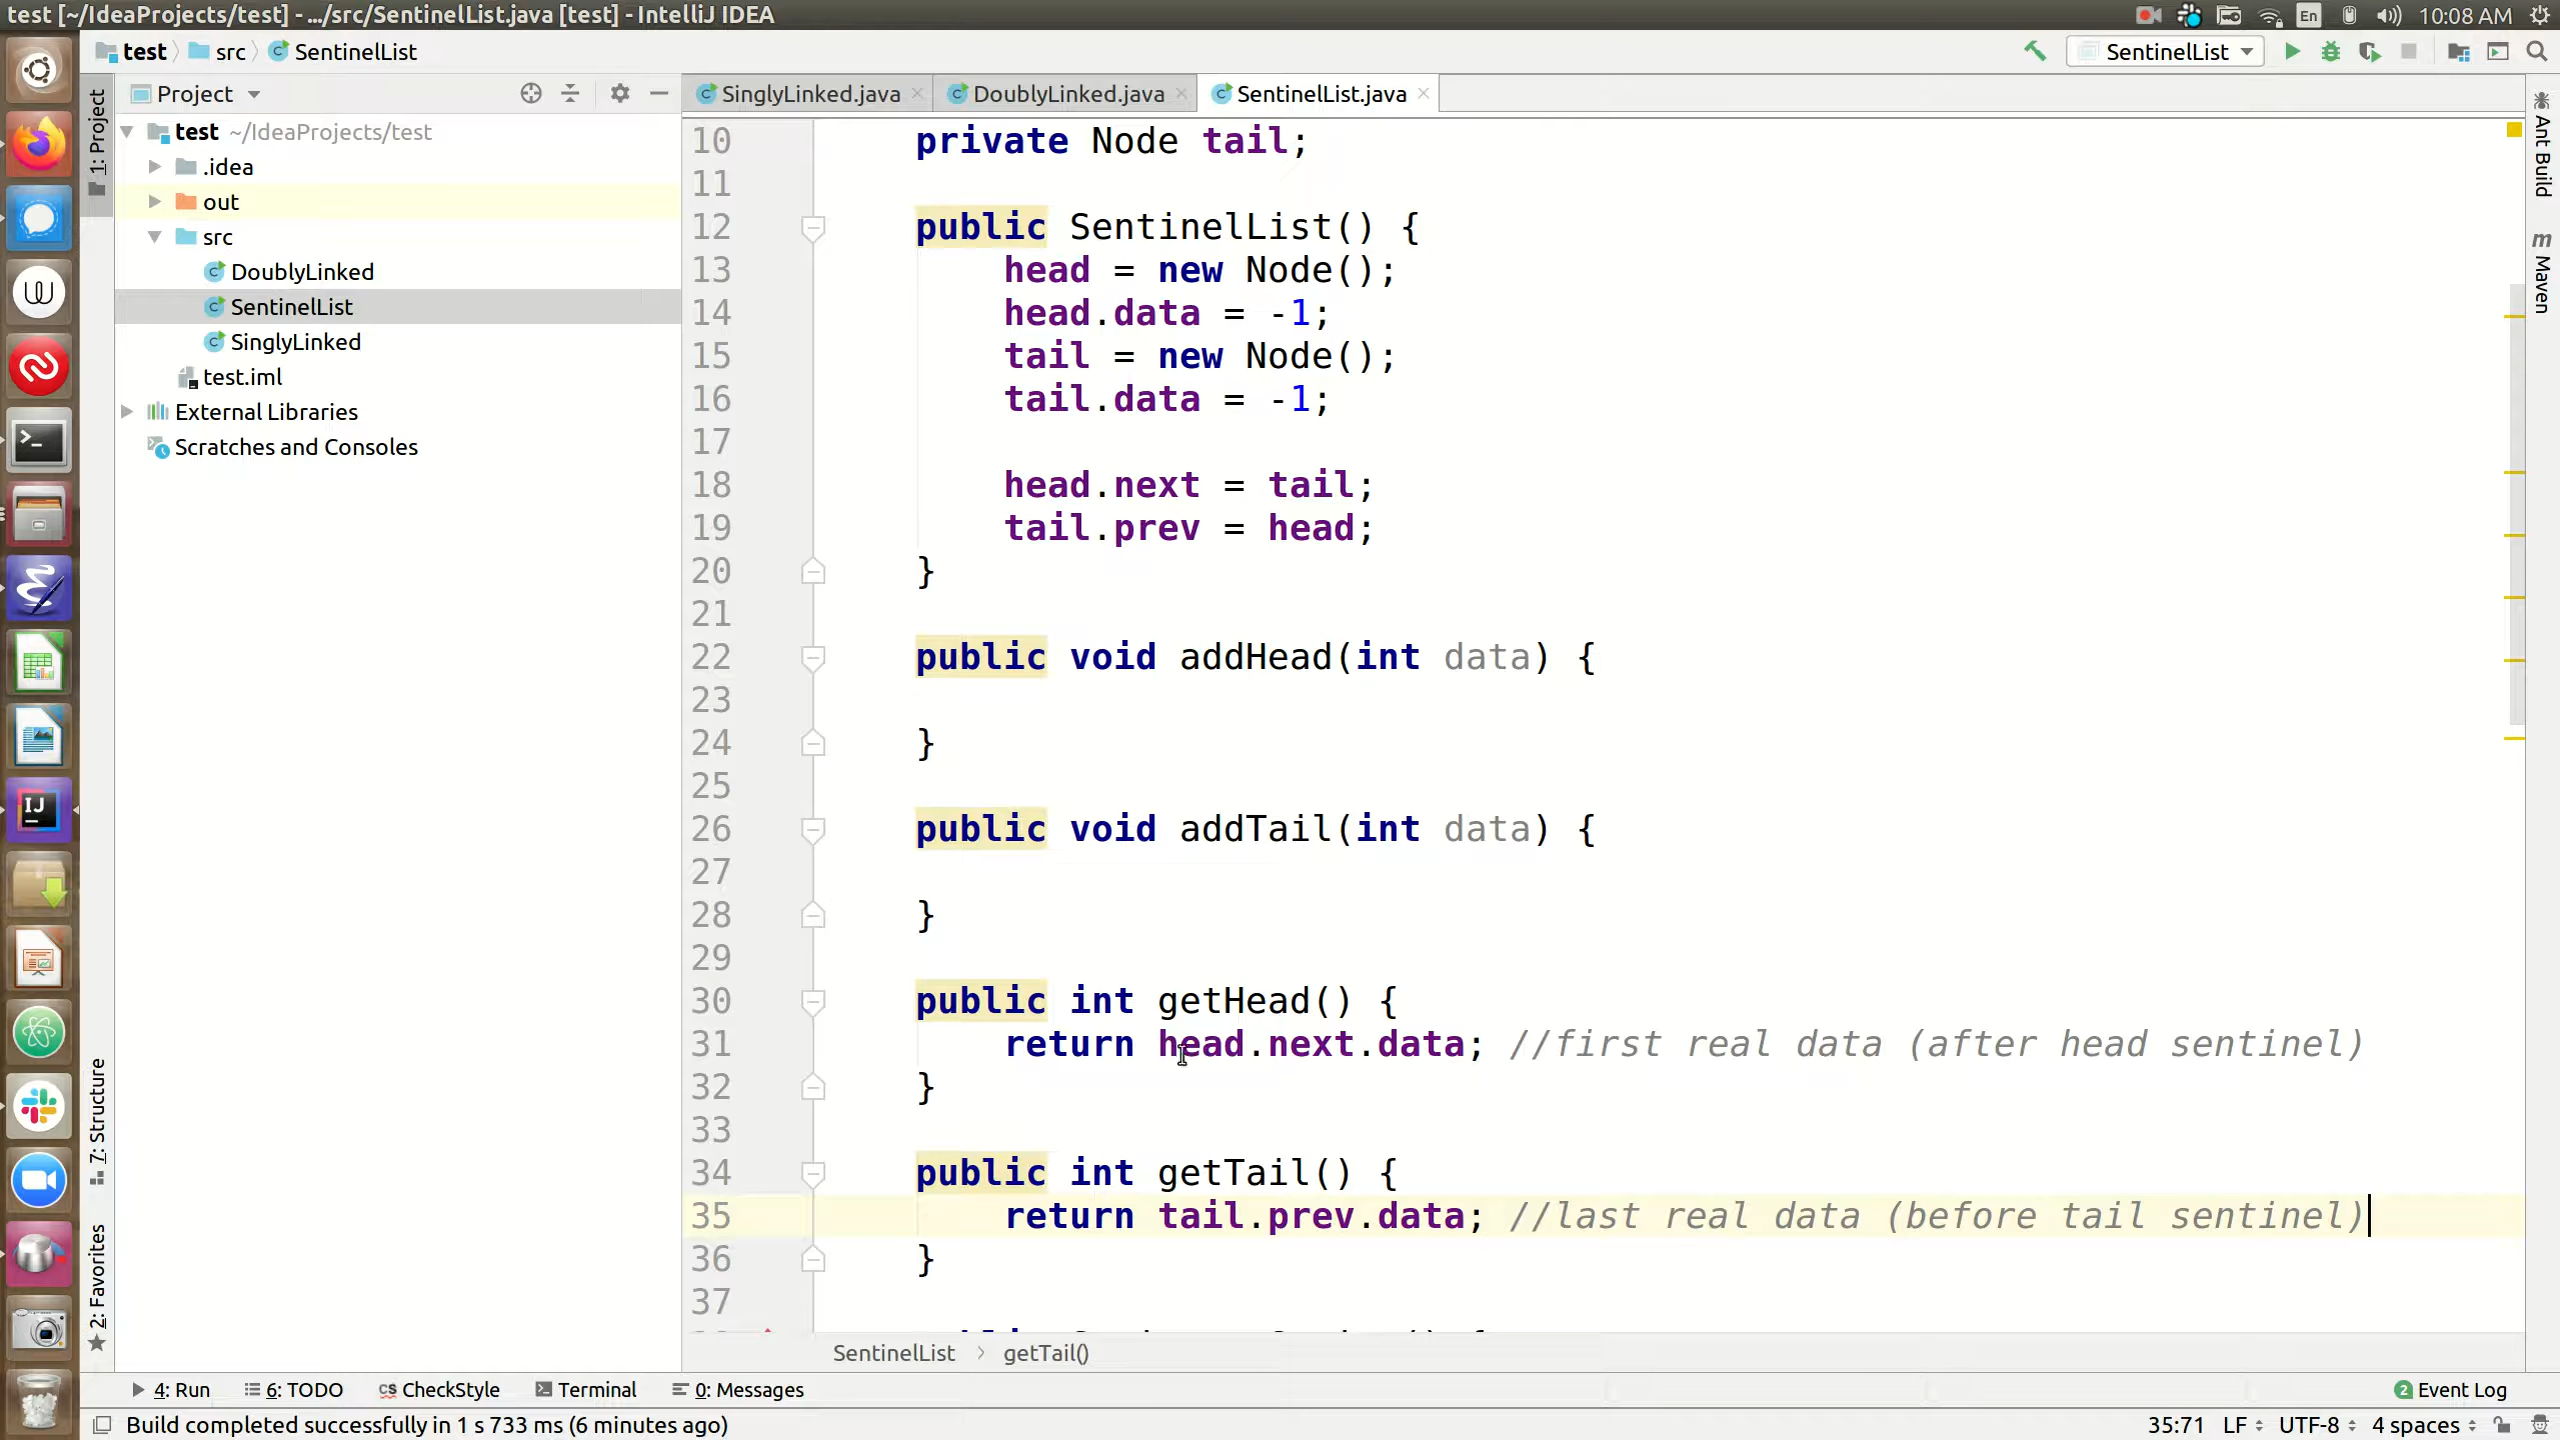 test [~/IdeaProjects/test] - .../src/SentinelList.java [test] - IntelliJ IDEA
En
10:08 AM
test
src
SentinelList
SentinelList
Project
SinglyLinked.java
DoublyLinked.java
SentinelList.java
1: Project
test ~/IdeaProjects/test
.idea
out
src
DoublyLinked
SentinelList
SinglyLinked
test.iml
External Libraries
Scratches and Consoles
10 private Node tail;
11
12 public SentinelList() {
13 head = new Node();
14 head.data = -1;
15 tail = new Node();
16 tail.data = -1;
17
18 head.next = tail;
19 tail.prev = head;
20 }
21
22 public void addHead(int data) {
23
24 }
25
26 public void addTail(int data) {
27
28 }
29
30 public int getHead() {
31 return head.next.data; //first real data (after head sentinel)
32 }
33
34 public int getTail() {
35 return tail.prev.data; //last real data (before tail sentinel)
36 }
37
Ant Build
m Maven
7: Structure
2: Favorites
IJ
SentinelList
getTail()
4: Run
6: TODO
CS CheckStyle
Terminal
0: Messages
2 Event Log
Build completed successfully in 1 s 733 ms (6 minutes ago)
35:71
LF
UTF-8
4 spaces